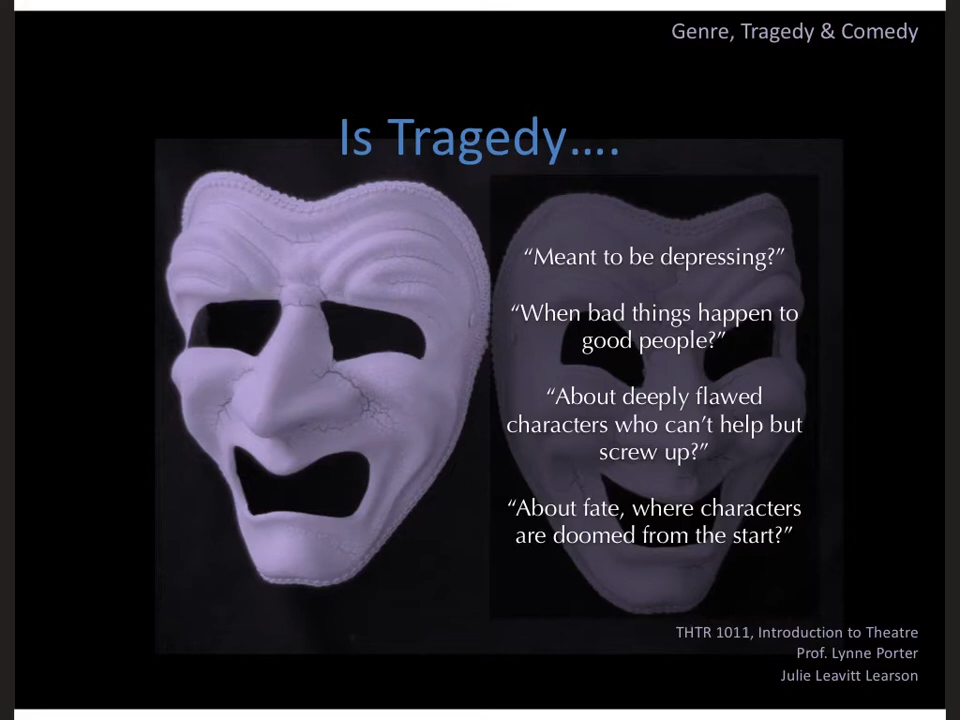 Genre, Tragedy & Comedy
Is Tragedy….
“Meant to be depressing?”
“When bad things happen to
good people?”
“About deeply flawed
characters who can’t help but
screw up?”
“About fate, where characters
are doomed from the start?”
THTR 1011, Introduction to Theatre
Prof. Lynne Porter
Julie Leavitt Learson